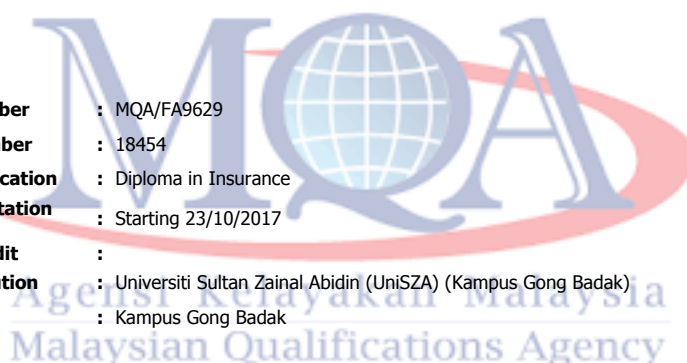 MQA
ber : MQA/FA9629
ber : 18454
cation : Diploma in Insurance
tation : Starting 23/10/2017
dit :
tion : Universiti Sultan Zainal Abidin (UniSZA) (Kampus Gong Badak)
Agensi Kelayakan Malaysia
: Kampus Gong Badak
Malaysian Qualifications Agency